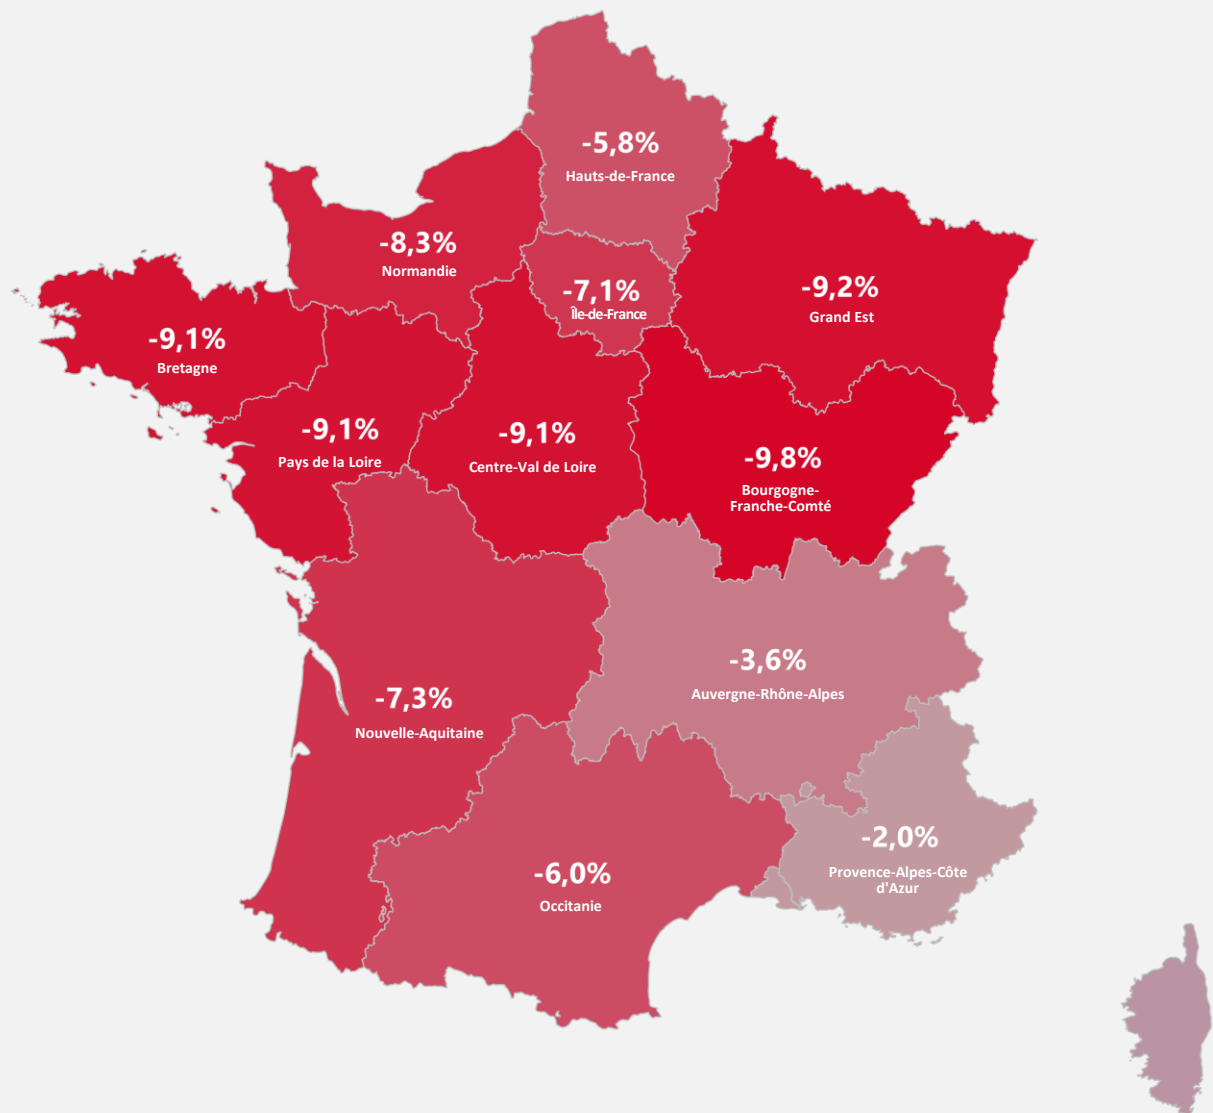 -5,8%
Hauts-de-France
-8,3%
Normandie
-7,1%
Île-de-France
-9,2%
Grand Est
-9,1%
Bretagne
-9,1%
Pays de la Loire
-9,1%
Centre-Val de Loire
-9,8%
Bourgogne-
Franche-Comté
-3,6%
Auvergne-Rhône-Alpes
-7,3%
Nouvelle-Aquitaine
-6,0%
Occitanie
-2,0%
Provence-Alpes-Côte
d'Azur